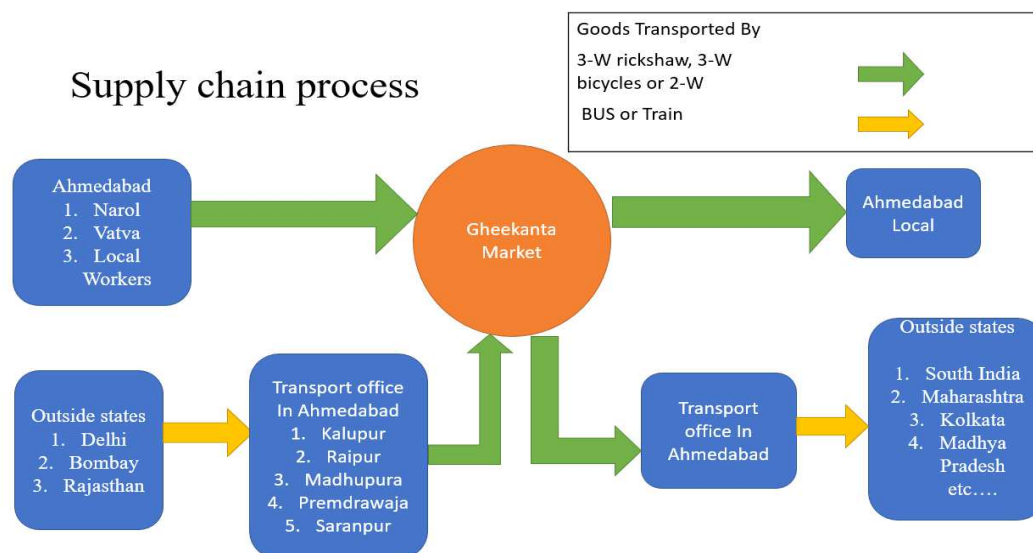 Supply chain process
Goods Transported By
3-W rickshaw, 3-W
bicycles or 2-W
BUS or Train
Ahmedabad
1. Narol
2. Vatva
3. Local
Workers
Gheekanta
Market
Ahmedabad
Local
Outside states
1. Delhi
2. Bombay
3. Rajasthan
Transport office
In Ahmedabad
1. Kalupur
2. Raipur
3. Madhupura
4. Premdrawaja
5. Saranpur
Transport
office In
Ahmedabad
Outside states
1. South India
2. Maharashtra
3. Kolkata
4. Madhya
Pradesh
etc....